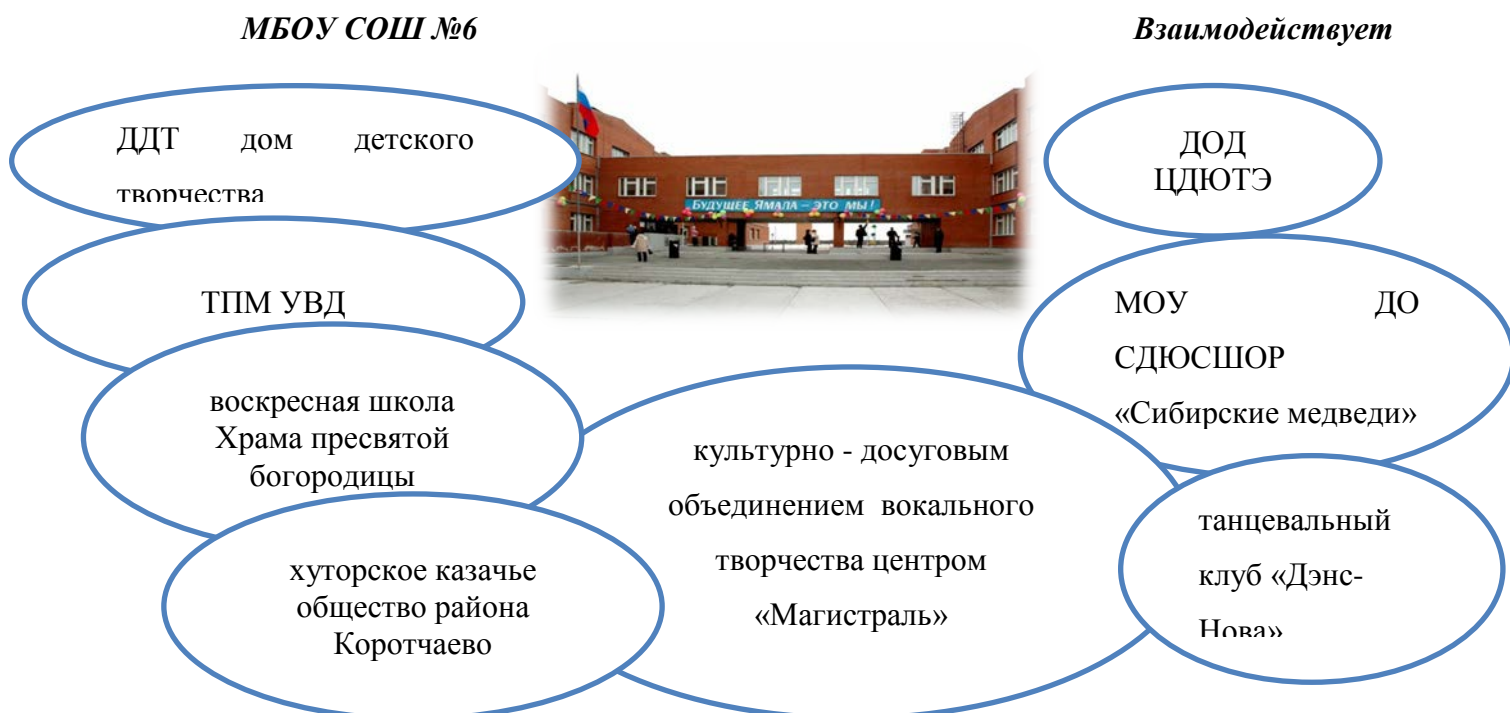 МБОУ СОШ №6
Взаимодействует
ДДТ дом детского
творчества
БУДУЩЕЕ ЯМАЛА – ЭТО МЫ!
ДОД
ЦДЮТЭ
ТПМ УВД
МОУ ДО
СДЮСШОР
«Сибирские медведи»
воскресная школа
Храма пресвятой
богородицы
культурно - досуговым
объединением вокального
творчества центром
«Магистраль»
танцевальный
клуб «Дэнс-
Нова»
хуторское казачье
общество района
Коротчаево